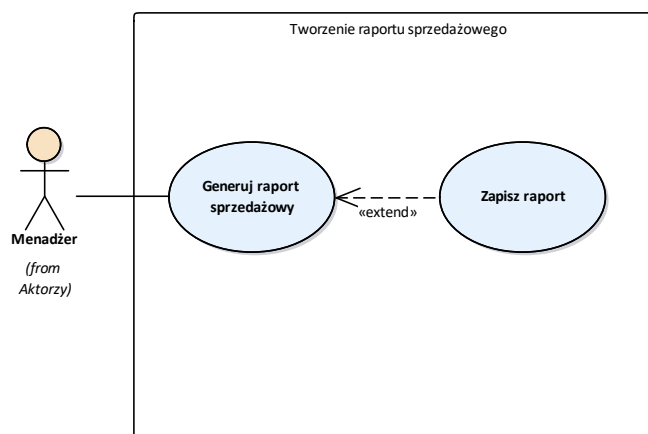 Tworzenie raportu sprzedażowego
Generuj raport
sprzedażowy
Zapisz raport
«extend»
Menadżer
(from
Aktorzy)